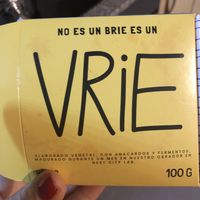 NO ES UN BRIE ES UN
VRiE
ELABORADO VEGETAL, CON ANACARDOS Y FERMENTOS,
MADURADO DURANTE UN MES EN NUESTRO OBRADOR EN
BEST CITY LAB.
100 G